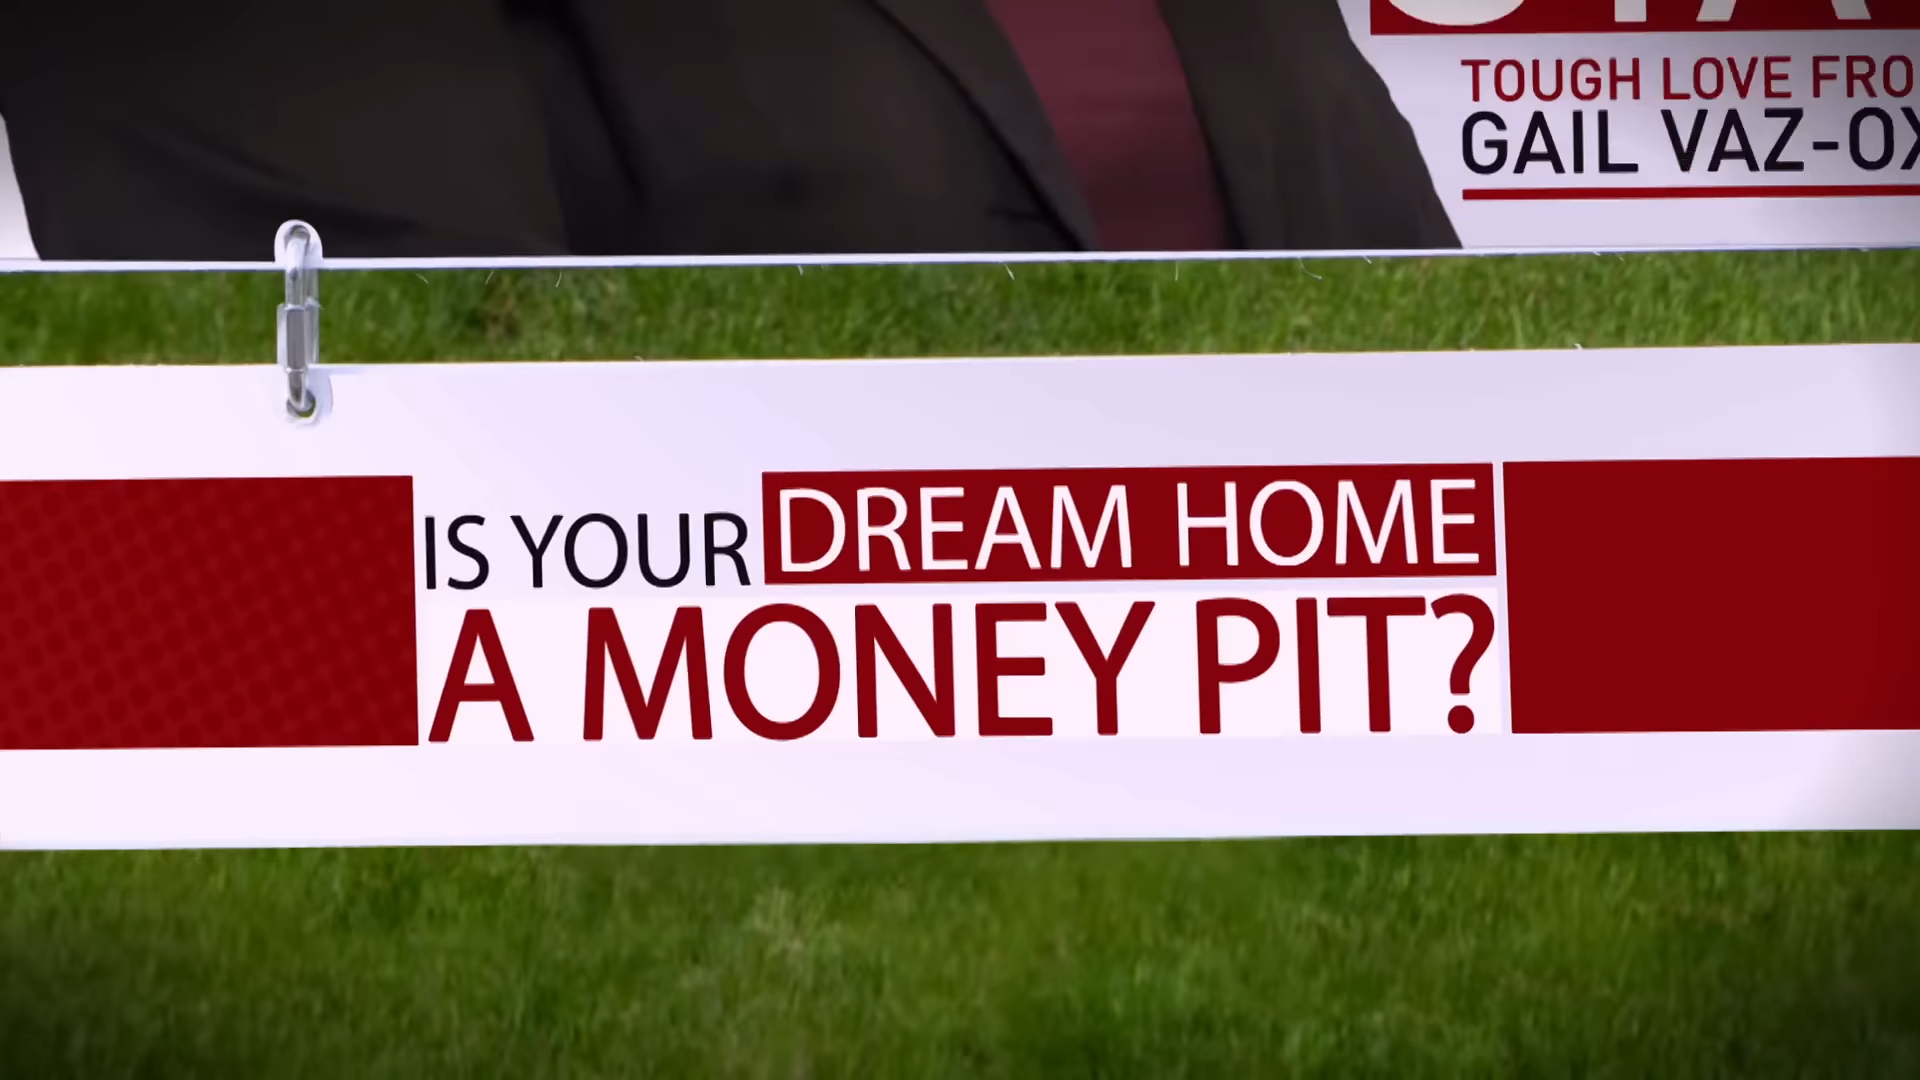 TOUGH LOVE FRO
GAIL VAZ-OX
IS YOUR DREAM HOME
A MONEY PIT?